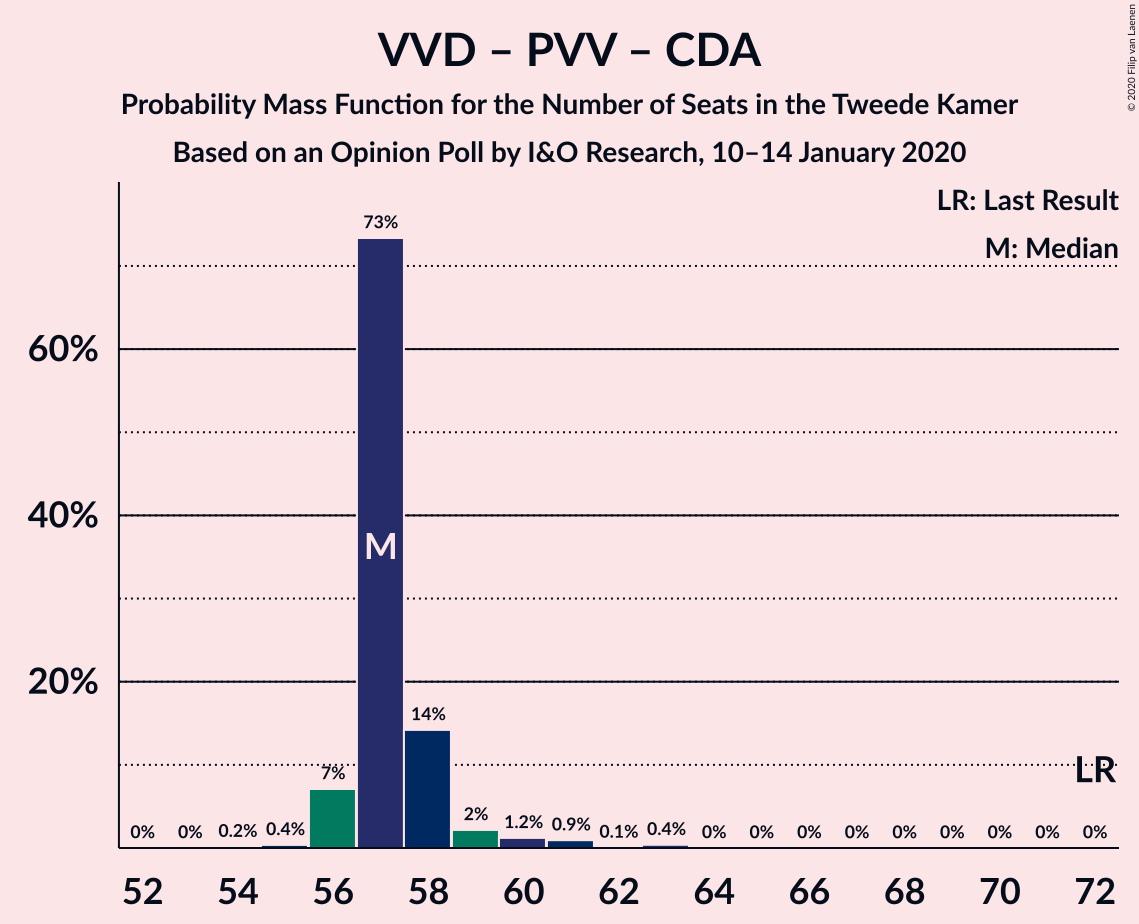 VVD – PVV – CDA
Probability Mass Function for the Number of Seats in the Tweede Kamer
Based on an Opinion Poll by I&O Research, 10–14 January 2020
© 2020 Filip van Laenen
LR: Last Result
M: Median
73%
60%
40%
M
20%
14%
LR
7%
0% 0% 0.2% 0.4% 2% 1.2% 0.9% 0.1% 0.4% 0% 0% 0% 0% 0% 0% 0% 0% 0%
52 54 56 58 60 62 64 66 68 70 72